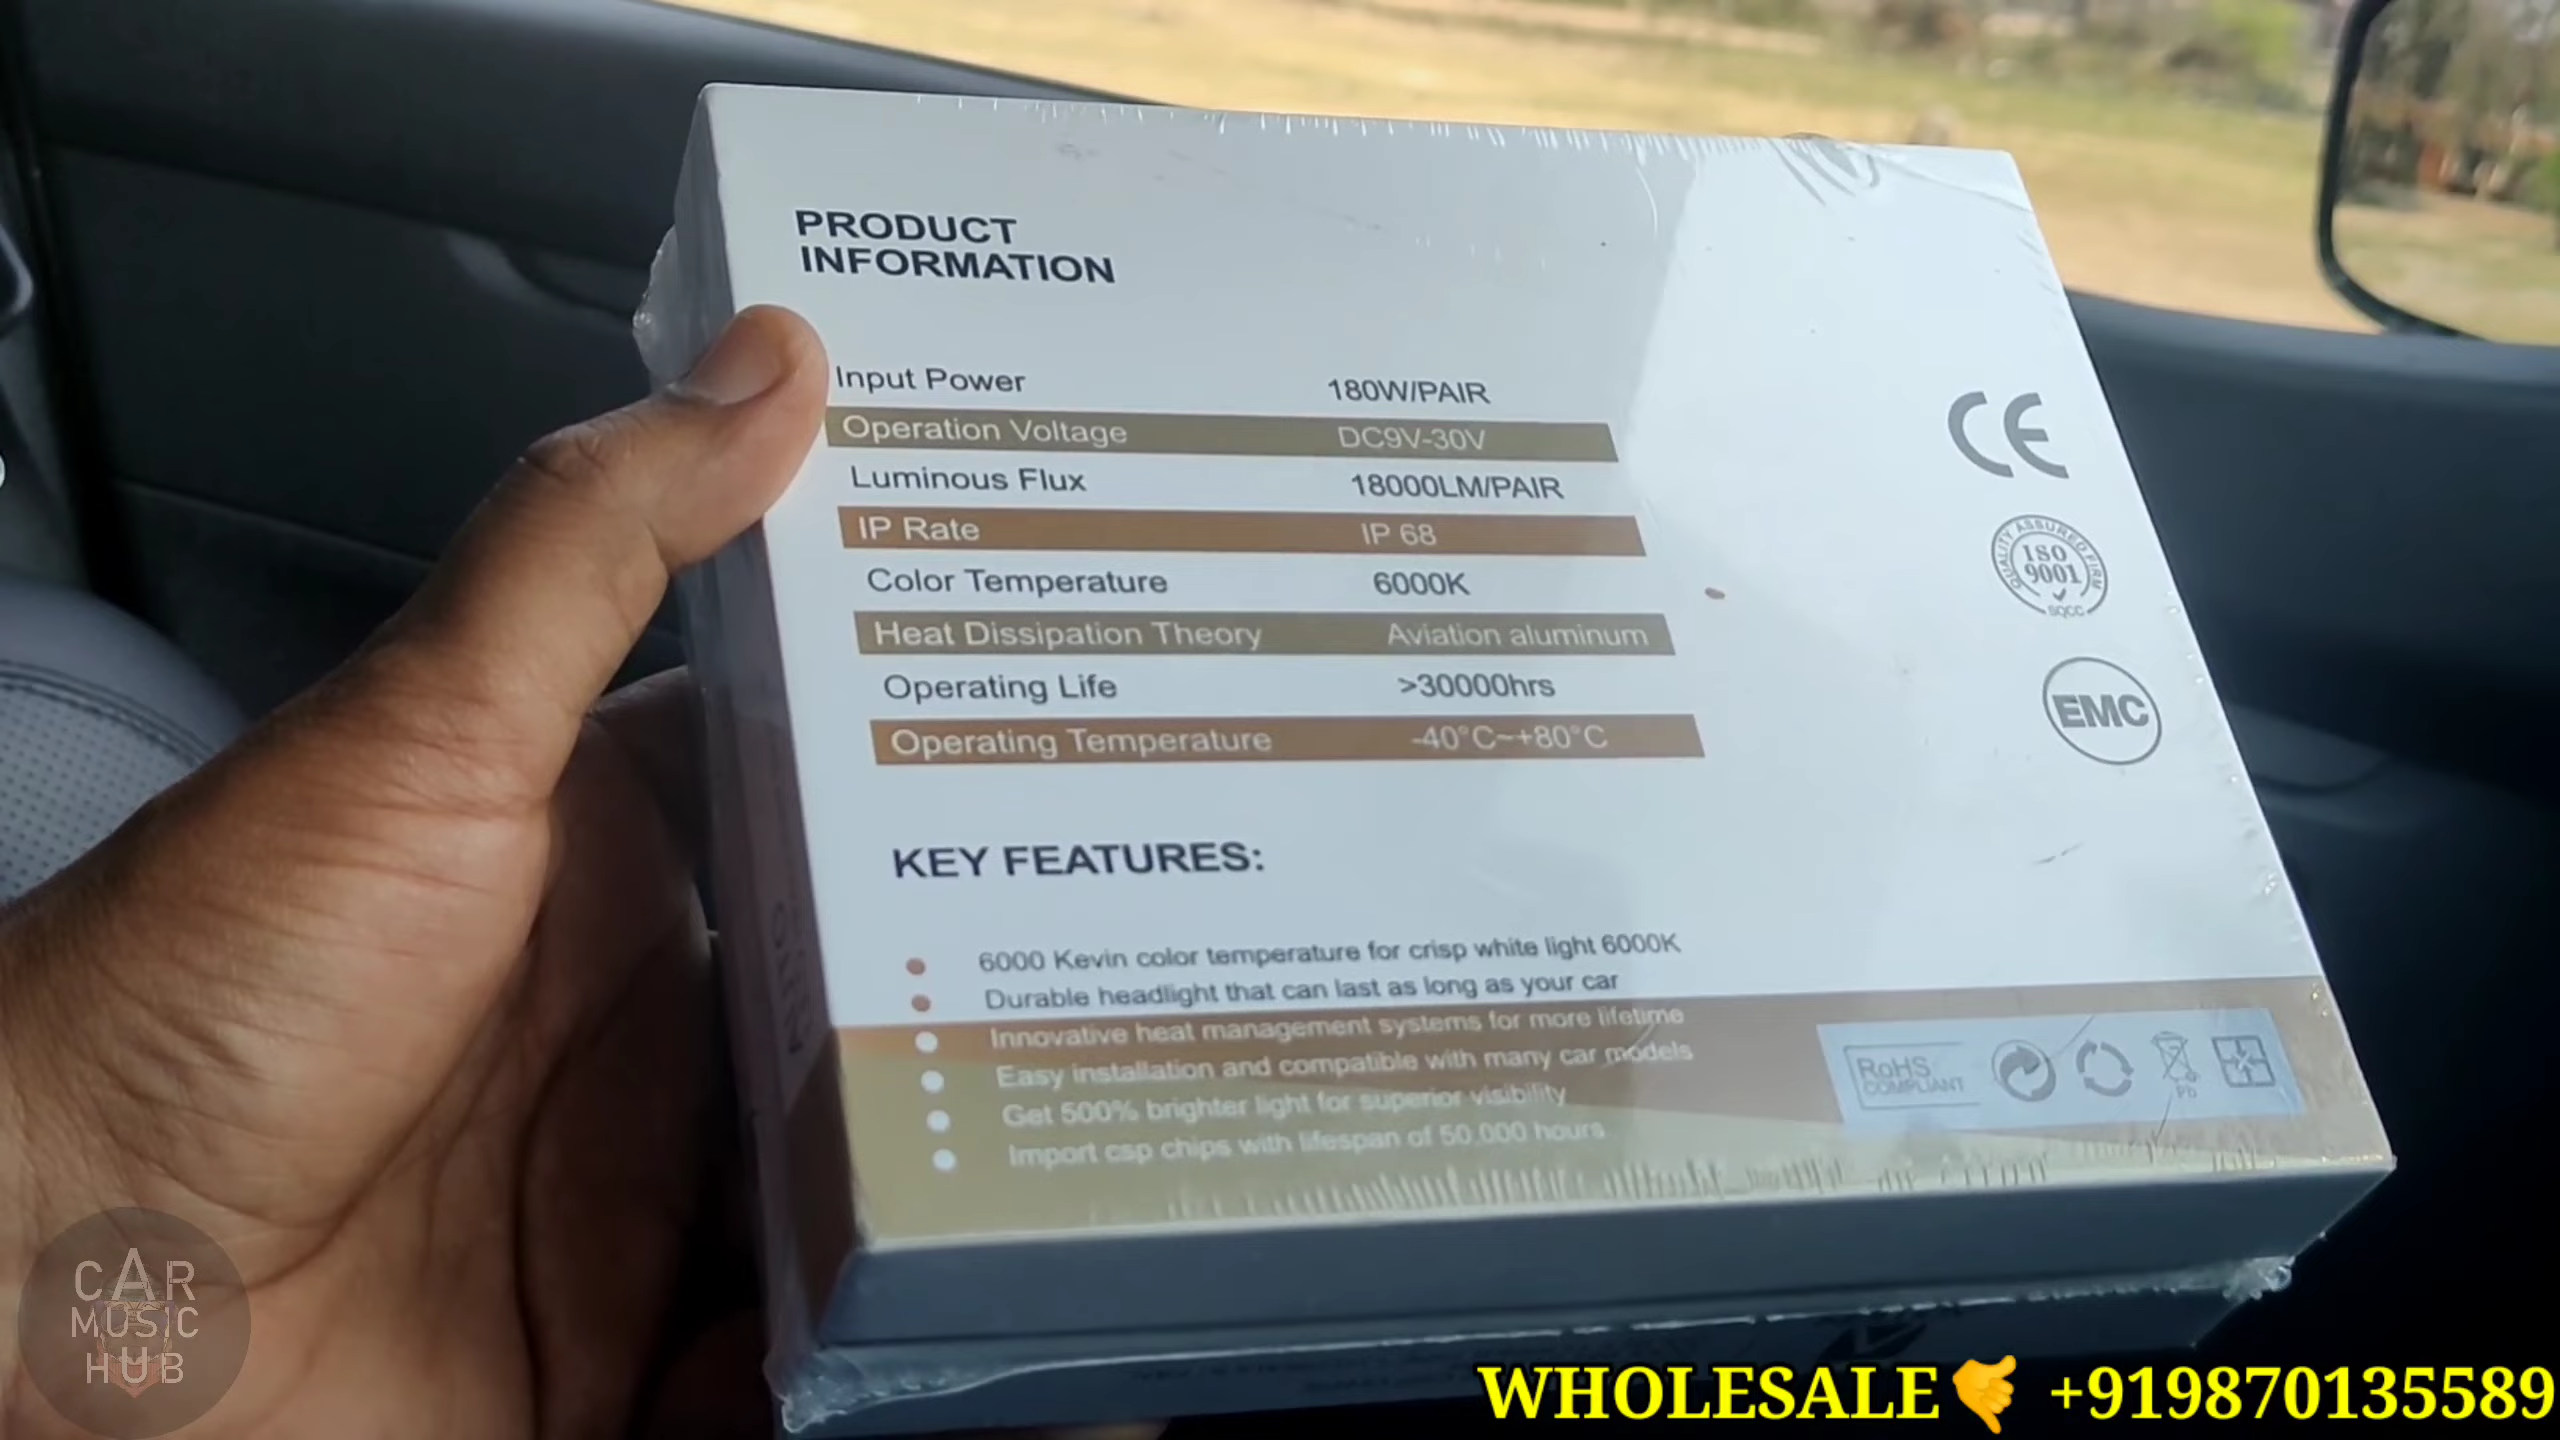 PRODUCT
INFORMATION
Input Power 180W/PAIR
Operation Voltage DC9V-30V
Luminous Flux 18000LM/PAIR
IP Rate IP 68
Color Temperature 6000K
Heat Dissipation Theory Aviation aluminum
Operating Life >30000hrs
Operating Temperature -40°C~+80°C
CE
QUALITY ASSURED FIRM
ISO
9001
SQCC
EMC
KEY FEATURES:
6000 Kevin color temperature for crisp white light 6000K
Durable headlight that can last as long as your car
Innovative heat management systems for more lifetime
Easy installation and compatible with many car models
Get 500% brighter light for superior visibility
Import csp chips with lifespan of 50,000 hours
RoHS
COMPLIANT
Pb
CAR
MUSIC
HUB
WHOLESALE🤙 +919870135589